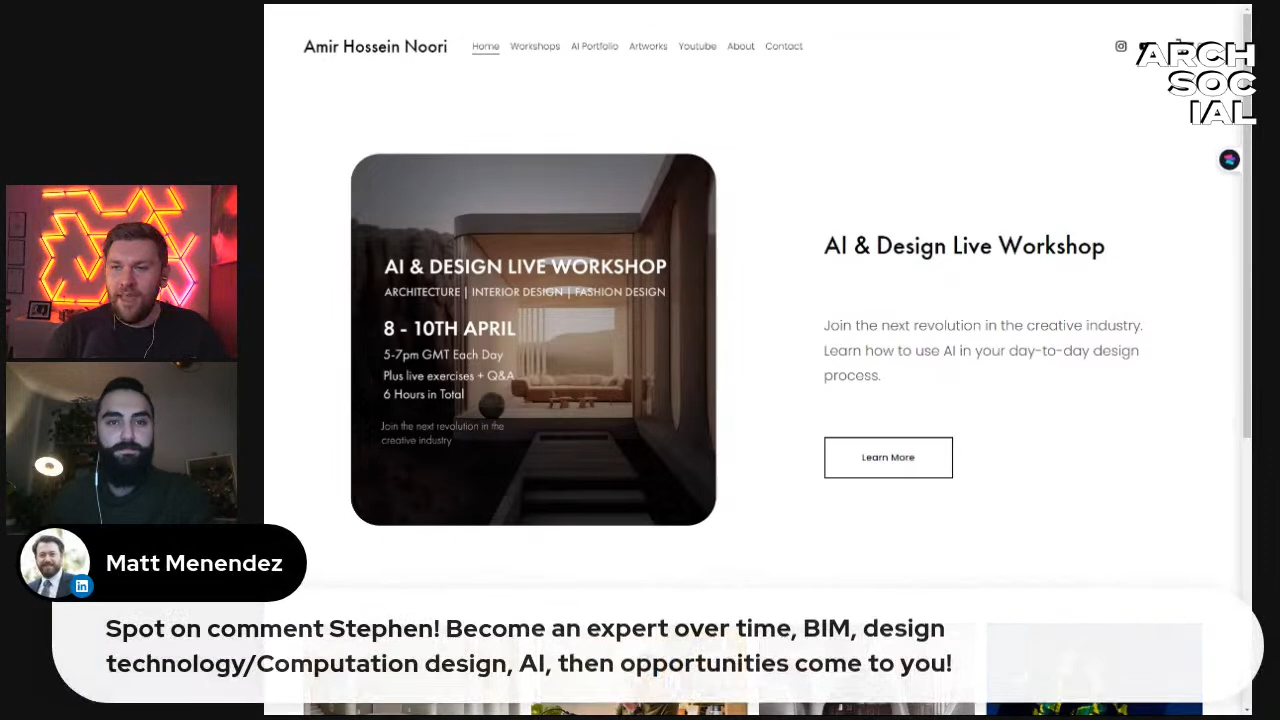 Amir Hossein Noori
Home Workshops AI Portfolio Artworks Youtube About Contact
ARCH
SOC
IAL
AI & DESIGN LIVE WORKSHOP
ARCHITECTURE | INTERIOR DESIGN | FASHION DESIGN
8 - 10TH APRIL
5-7pm GMT Each Day
Plus live exercises + Q&A
6 Hours in Total
Join the next revolution in the
creative industry
AI & Design Live Workshop
Join the next revolution in the creative industry.
Learn how to use AI in your day-to-day design
process.
Learn More
Matt Menendez
in
Spot on comment Stephen! Become an expert over time, BIM, design
technology/Computation design, AI, then opportunities come to you!